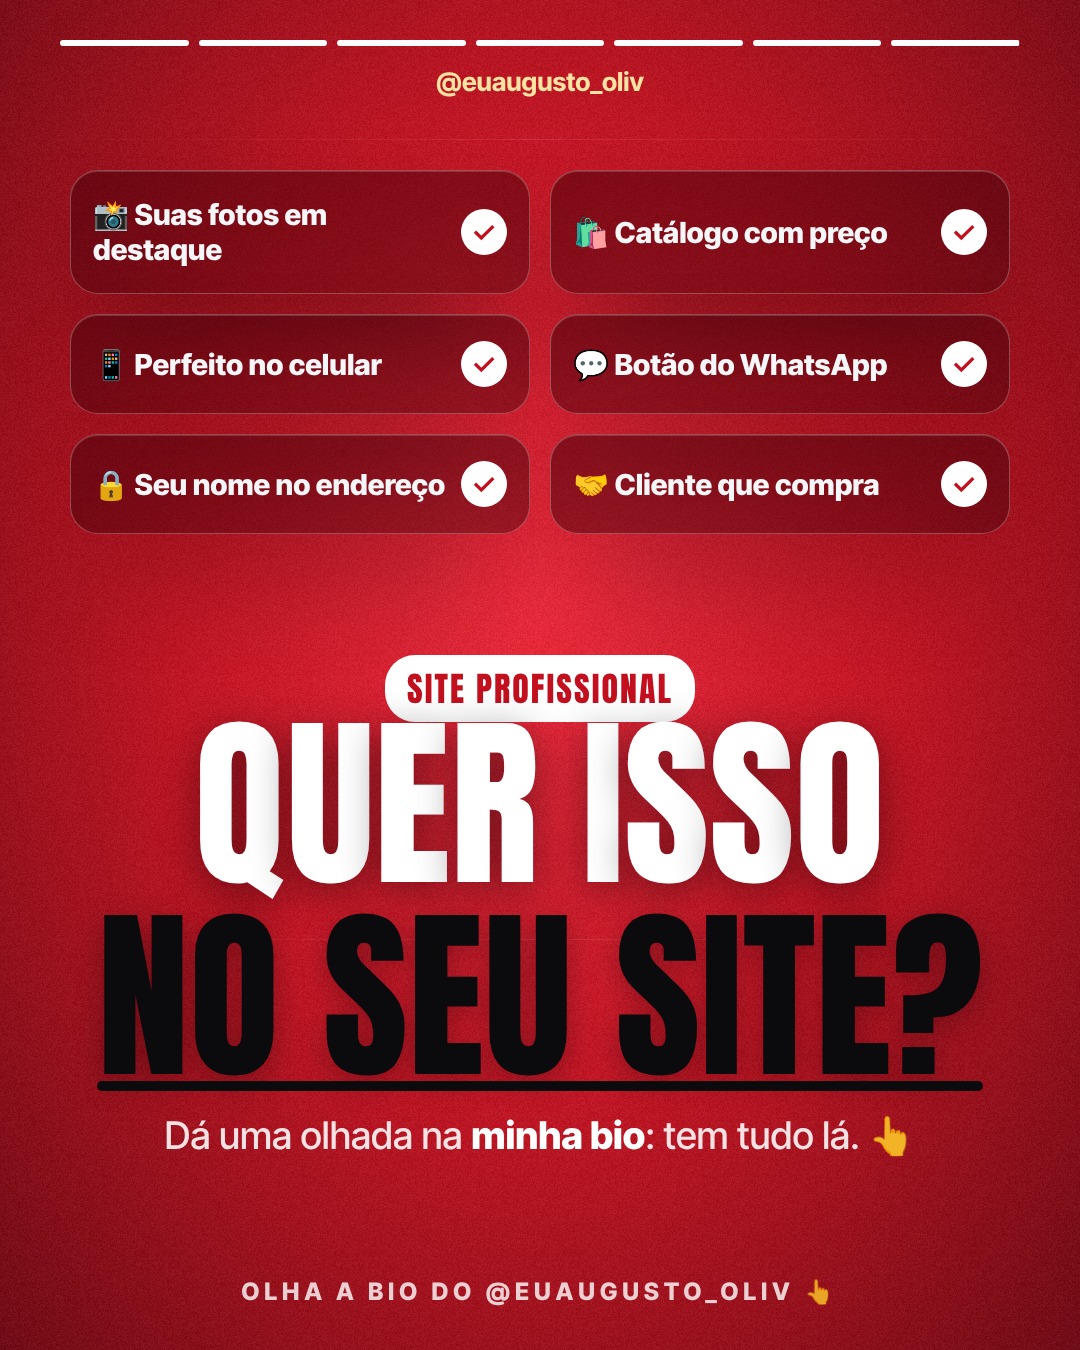 @euaugusto_oliv
📸 Suas fotos em
destaque
🛍️ Catálogo com preço
📱 Perfeito no celular
💬 Botão do WhatsApp
🔒 Seu nome no endereço
🤝 Cliente que compra
SITE PROFISSIONAL
QUER ISSO
NO SEU SITE?
Dá uma olhada na minha bio: tem tudo lá. 👆
OLHA A BIO DO @EUAUGUSTO_OLIV 👆